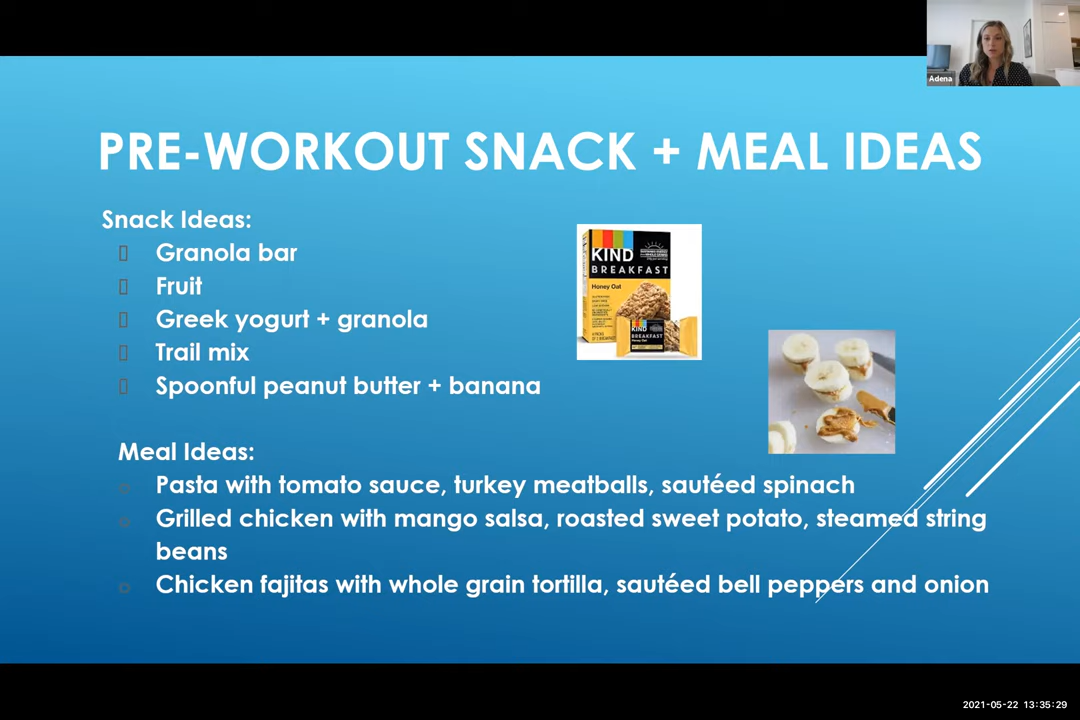 Adena
PRE-WORKOUT SNACK + MEAL IDEAS
Snack Ideas:
Granola bar
Fruit
Greek yogurt + granola
Trail mix
Spoonful peanut butter + banana
KIND
BREAKFAST
Honey Oat
KIND
BREAKFAST
Meal Ideas:
Pasta with tomato sauce, turkey meatballs, sautéed spinach
Grilled chicken with mango salsa, roasted sweet potato, steamed string
beans
Chicken fajitas with whole grain tortilla, sautéed bell peppers and onion
2021-05-22 13:35:29